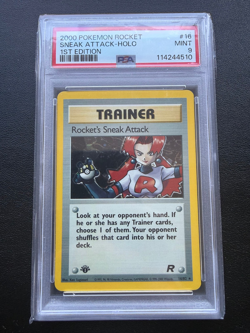 2000 POKEMON ROCKET #16
SNEAK ATTACK-HOLO MINT
1ST EDITION 9
PSA 114244510
TRAINER
Rocket's Sneak Attack
R
Look at your opponent's hand. If
he or she has any Trainer cards,
choose 1 of them. Your opponent
shuffles that card into his or her
deck.
1
R